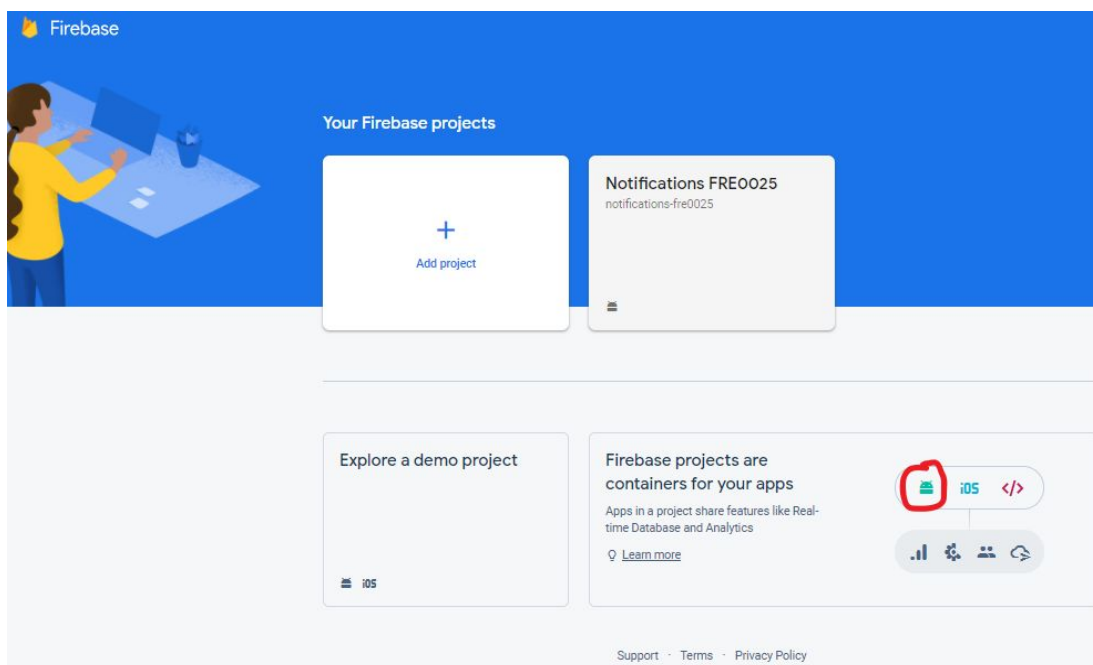 Firebase
Your Firebase projects
+
Add project
Notifications FRE0025
notifications-fre0025
Explore a demo project
iOS
Firebase projects are
containers for your apps
Apps in a project share features like Real-
time Database and Analytics
Learn more
iOS </>
Support · Terms · Privacy Policy